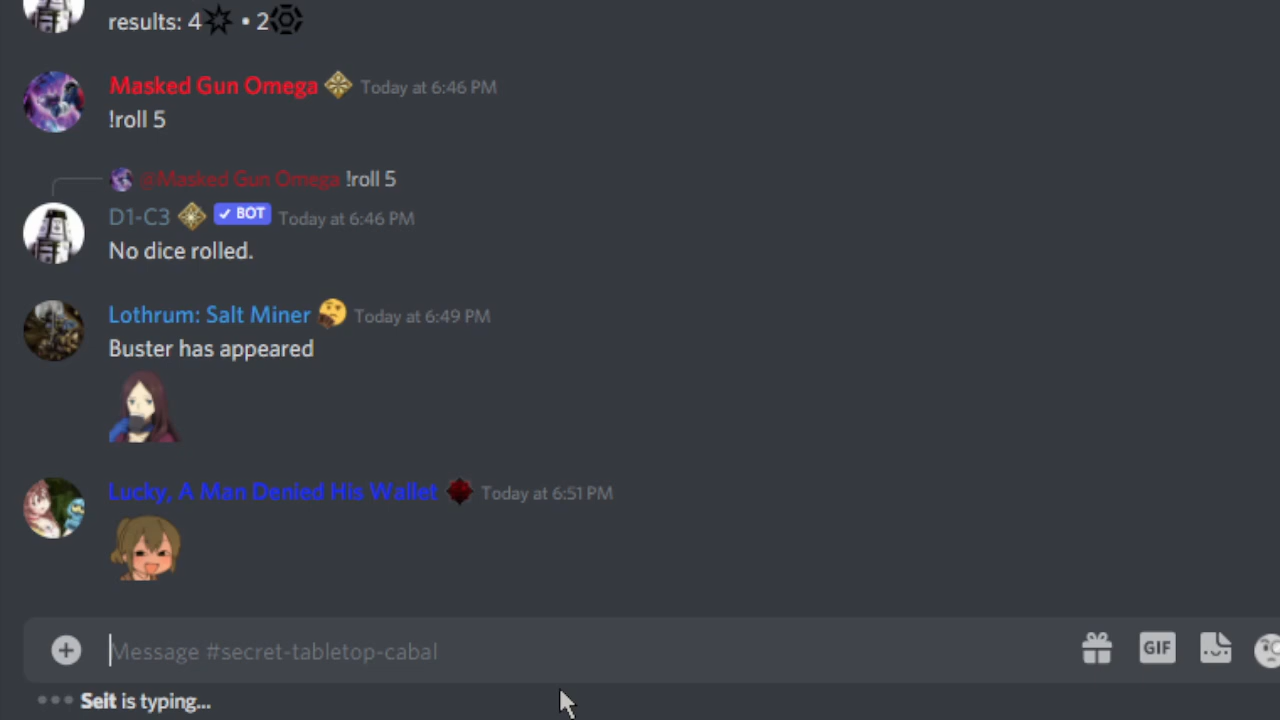 results: 4 • 2
Masked Gun Omega Today at 6:46 PM
!roll 5
@Masked Gun Omega !roll 5
D1-C3 ✓ BOT Today at 6:46 PM
No dice rolled.
Lothrum: Salt Miner 🤔 Today at 6:49 PM
Buster has appeared
Lucky, A Man Denied His Wallet Today at 6:51 PM
Message #secret-tabletop-cabal
GIF
Seit is typing...